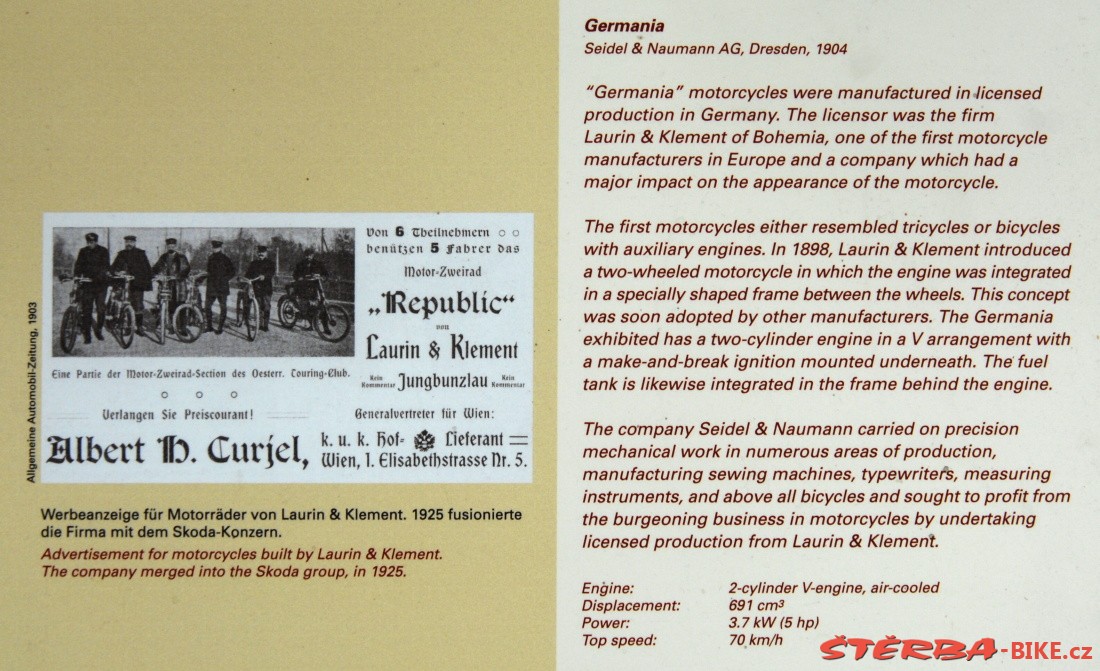 Allgemeine Automobil-Zeitung, 1903
Von 6 Theilnehmern
benützen 5 Fahrer das
Motor-Zweirad
„Republic“
von
Laurin & Klement
Kein Kommentar Jungbunzlau Kein Kommentar
Eine Partie der Motor-Zweirad-Section des Oesterr. Touring-Club.
Verlangen Sie Preiscourant!
Generalvertreter für Wien:
Albert H. Curjel,
k. u. k. Hof- Lieferant
Wien, 1. Elisabethstrasse Nr. 5.
Werbeanzeige für Motorräder von Laurin & Klement. 1925 fusionierte
die Firma mit dem Skoda-Konzern.
Advertisement for motorcycles built by Laurin & Klement.
The company merged into the Skoda group, in 1925.
Germania
Seidel & Naumann AG, Dresden, 1904
“Germania” motorcycles were manufactured in licensed
production in Germany. The licensor was the firm
Laurin & Klement of Bohemia, one of the first motorcycle
manufacturers in Europe and a company which had a
major impact on the appearance of the motorcycle.
The first motorcycles either resembled tricycles or bicycles
with auxiliary engines. In 1898, Laurin & Klement introduced
a two-wheeled motorcycle in which the engine was integrated
in a specially shaped frame between the wheels. This concept
was soon adopted by other manufacturers. The Germania
exhibited has a two-cylinder engine in a V arrangement with
a make-and-break ignition mounted underneath. The fuel
tank is likewise integrated in the frame behind the engine.
The company Seidel & Naumann carried on precision
mechanical work in numerous areas of production,
manufacturing sewing machines, typewriters, measuring
instruments, and above all bicycles and sought to profit from
the burgeoning business in motorcycles by undertaking
licensed production from Laurin & Klement.
Engine: 2-cylinder V-engine, air-cooled
Displacement: 691 cm³
Power: 3.7 kW (5 hp)
Top speed: 70 km/h
ŠTĚRBA-BIKE.cz